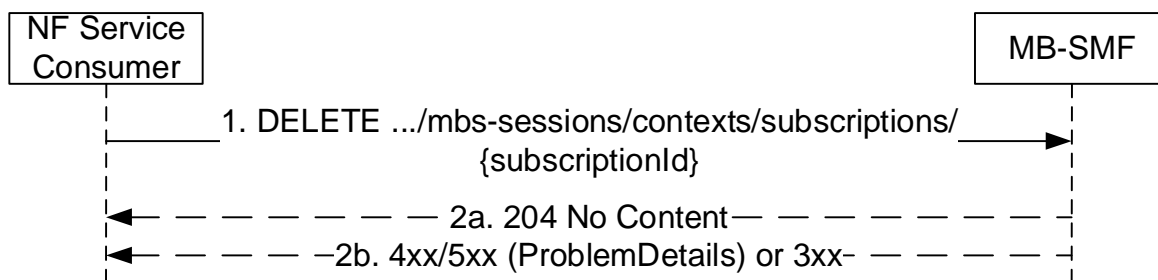 NF Service
Consumer
MB-SMF
1. DELETE .../mbs-sessions/contexts/subscriptions/
{subscriptionId}
2a. 204 No Content
2b. 4xx/5xx (ProblemDetails) or 3xx